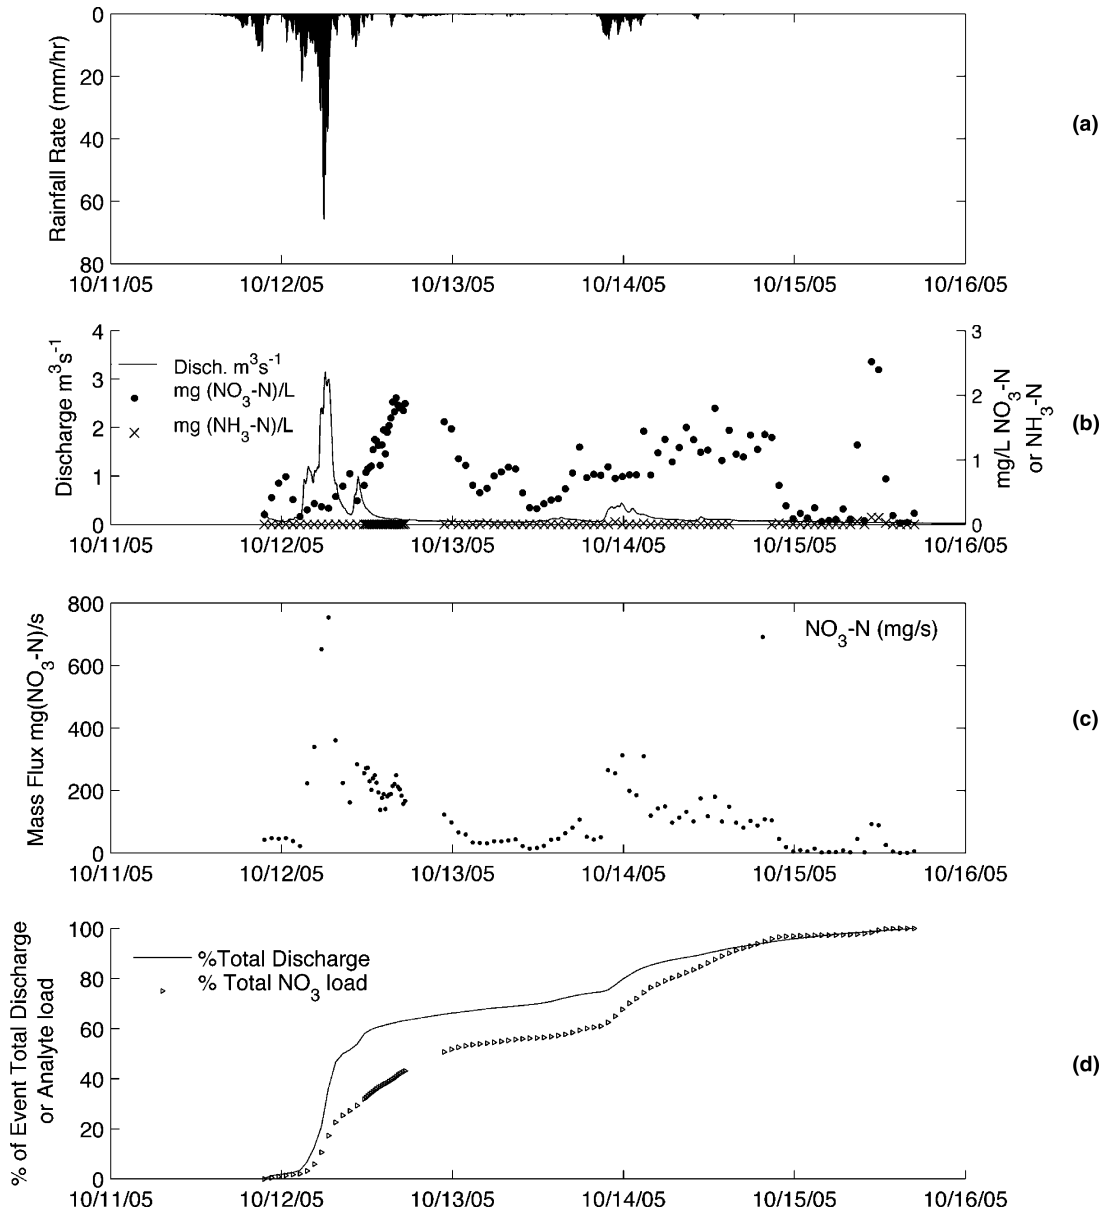 0
20
40
60
80
Rainfall Rate (mm/hr)
10/11/05 10/12/05 10/13/05 10/14/05 10/15/05 10/16/05
(a)
4
3
2
1
0
Discharge m³s⁻¹
Disch. m³s⁻¹
mg (NO₃-N)/L
mg (NH₃-N)/L
3
2
1
0
mg/L NO₃-N
or NH₃-N
10/11/05 10/12/05 10/13/05 10/14/05 10/15/05 10/16/05
(b)
800
600
400
200
0
Mass Flux mg(NO₃-N)/s
NO₃-N (mg/s)
10/11/05 10/12/05 10/13/05 10/14/05 10/15/05 10/16/05
(c)
100
80
60
40
20
0
% of Event Total Discharge
or Analyte load
%Total Discharge
% Total NO₃ load
10/11/05 10/12/05 10/13/05 10/14/05 10/15/05 10/16/05
(d)